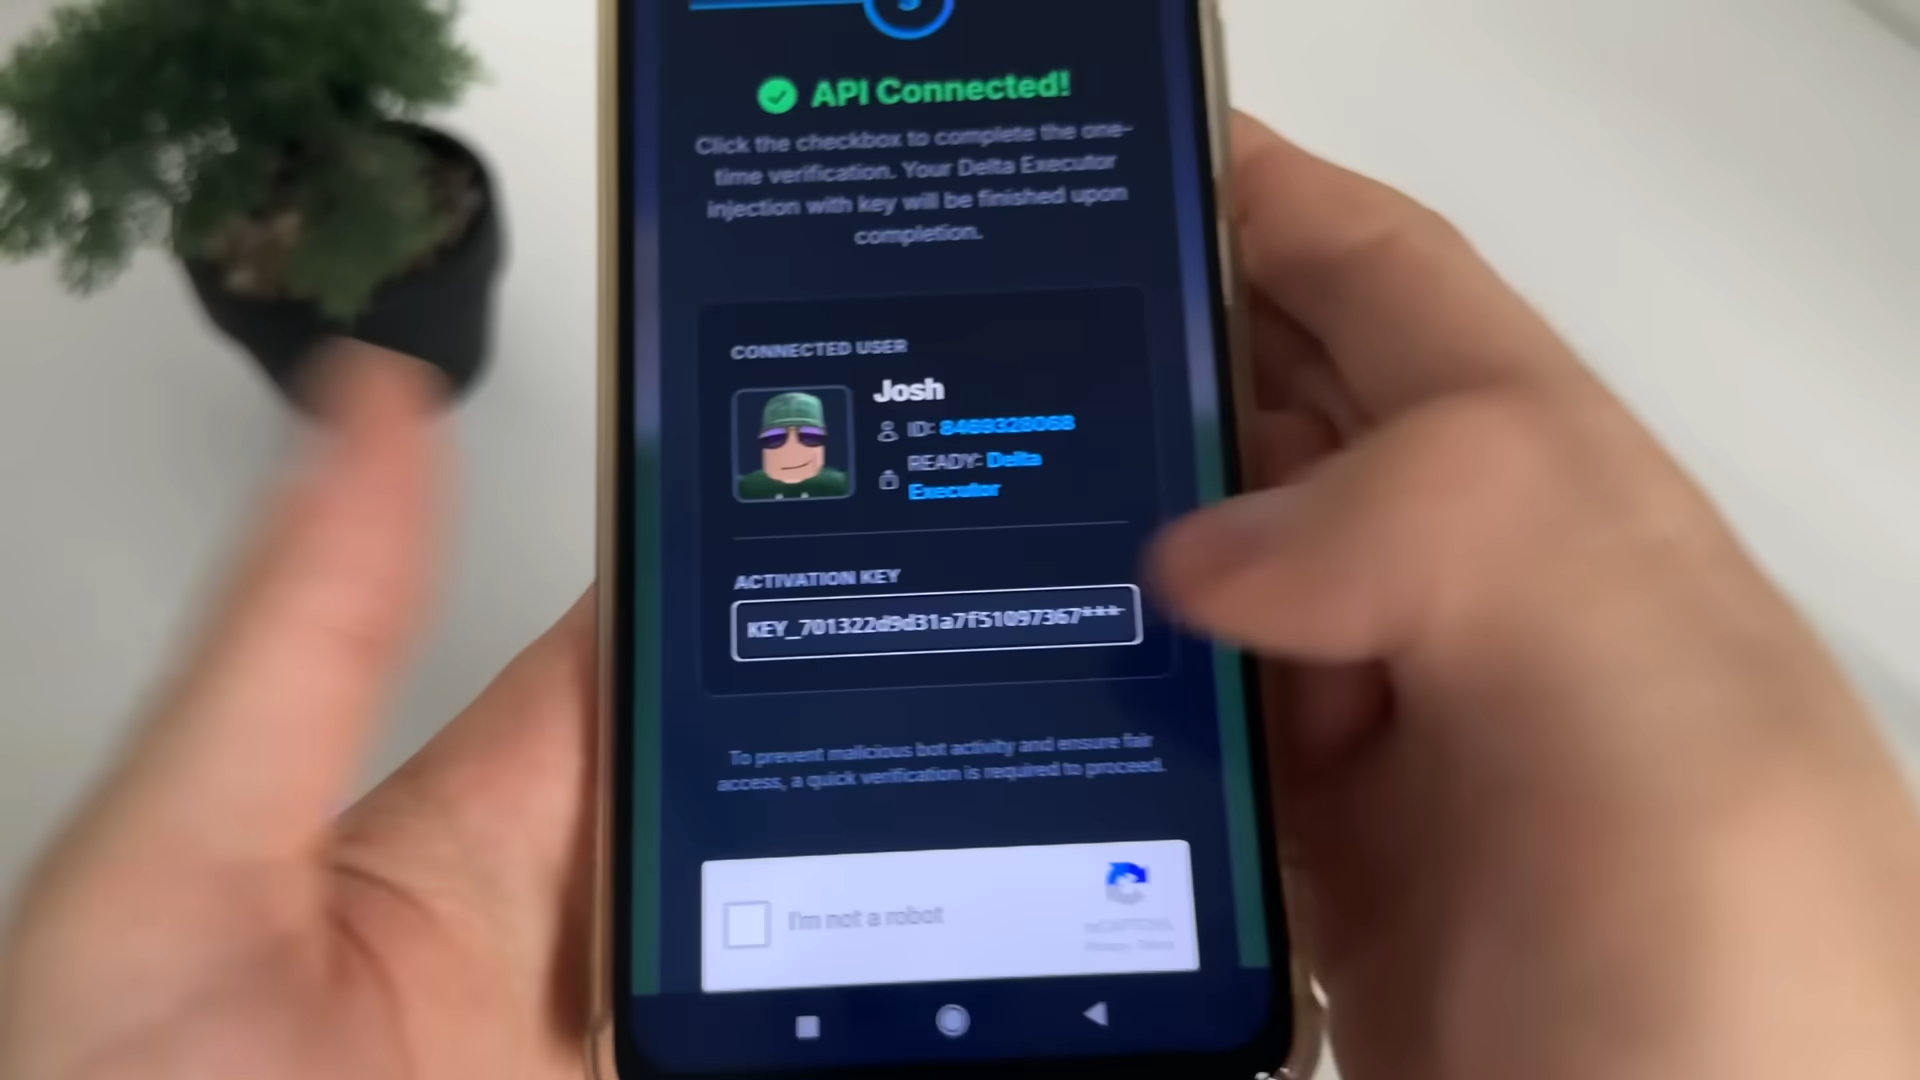 API Connected!
Click the checkbox to complete the one-
time verification. Your Delta Executor
injection with key will be finished upon
completion.
CONNECTED USER
Josh
ID: 8469328068
READY: Delta
Executor
ACTIVATION KEY
KEY_701322d9d31a7f51097367***
To prevent malicious bot activity and ensure fair
access, a quick verification is required to proceed.
I'm not a robot
reCAPTCHA